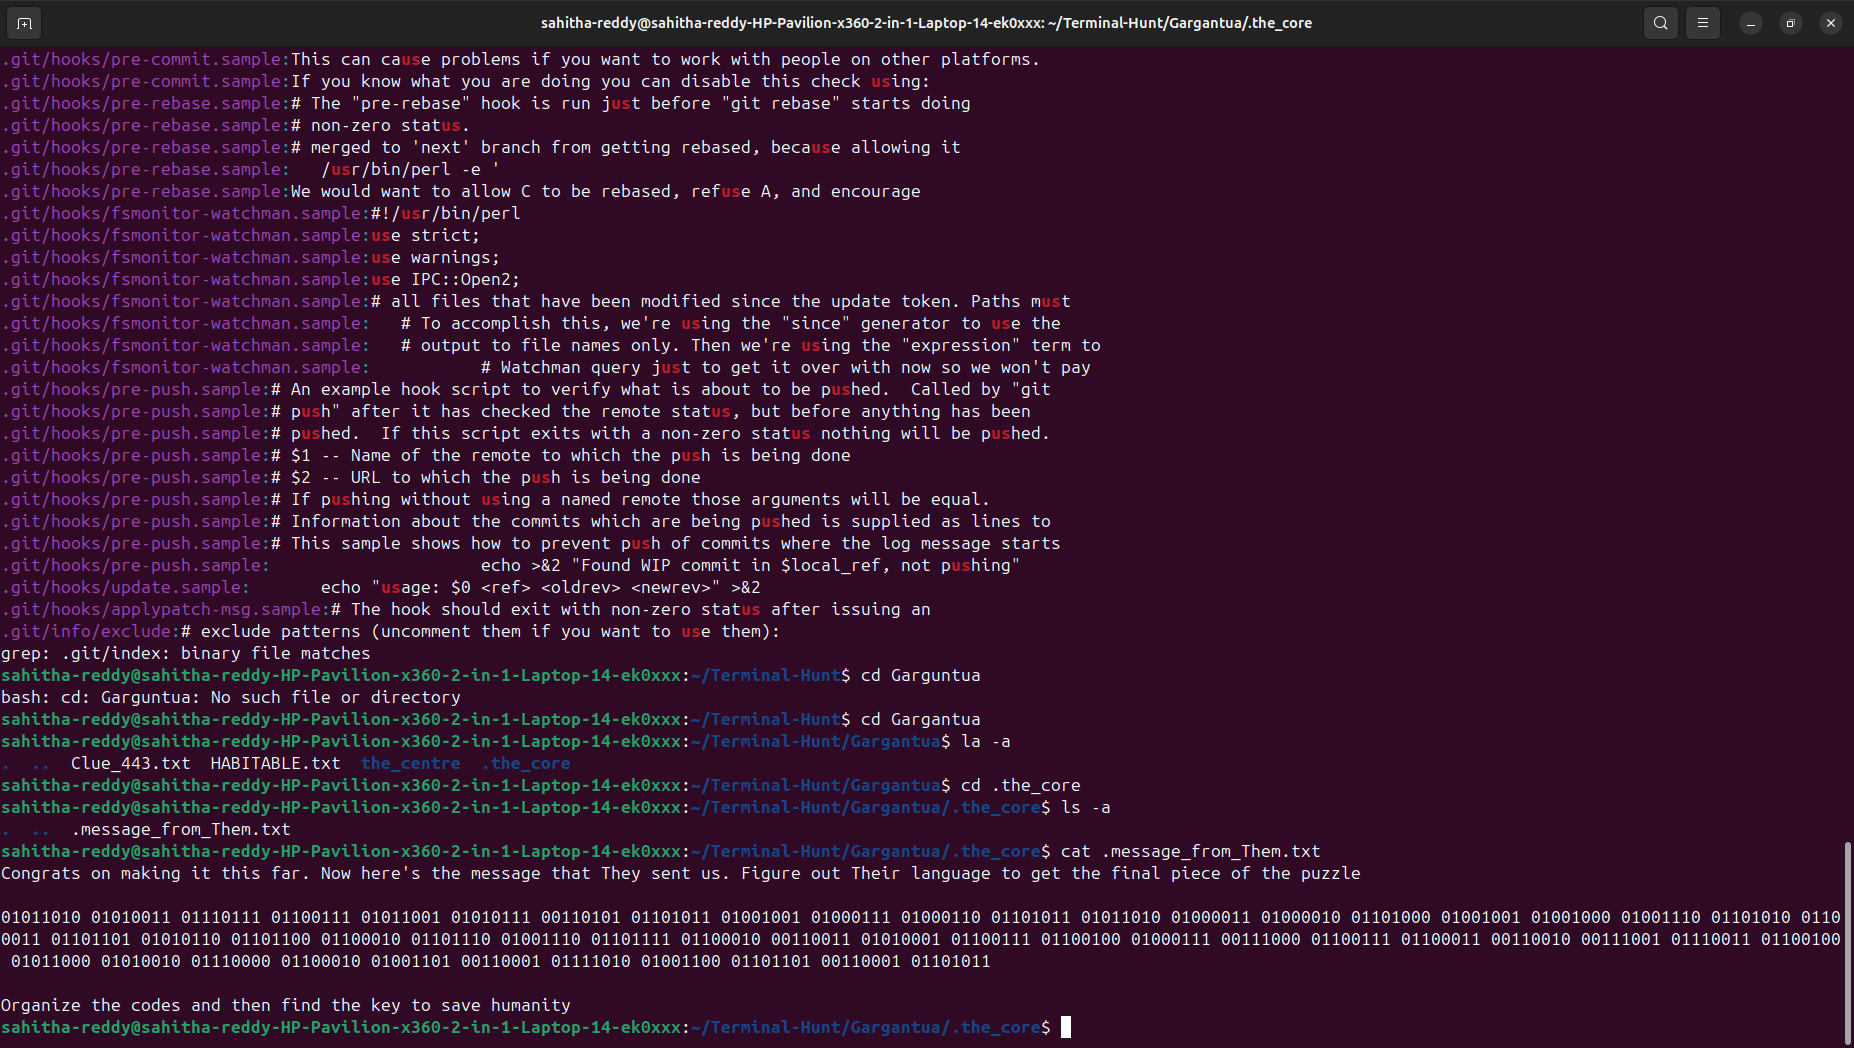 sahitha-reddy@sahitha-reddy-HP-Pavilion-x360-2-in-1-Laptop-14-ek0xxx: ~/Terminal-Hunt/Gargantua/.the_core
.git/hooks/pre-commit.sample:This can cause problems if you want to work with people on other platforms.
.git/hooks/pre-commit.sample:If you know what you are doing you can disable this check using:
.git/hooks/pre-rebase.sample:# The "pre-rebase" hook is run just before "git rebase" starts doing
.git/hooks/pre-rebase.sample:# non-zero status.
.git/hooks/pre-rebase.sample:# merged to 'next' branch from getting rebased, because allowing it
.git/hooks/pre-rebase.sample:   /usr/bin/perl -e '
.git/hooks/pre-rebase.sample:We would want to allow C to be rebased, refuse A, and encourage
.git/hooks/fsmonitor-watchman.sample:#!/usr/bin/perl
.git/hooks/fsmonitor-watchman.sample:use strict;
.git/hooks/fsmonitor-watchman.sample:use warnings;
.git/hooks/fsmonitor-watchman.sample:use IPC::Open2;
.git/hooks/fsmonitor-watchman.sample:# all files that have been modified since the update token. Paths must
.git/hooks/fsmonitor-watchman.sample:   # To accomplish this, we're using the "since" generator to use the
.git/hooks/fsmonitor-watchman.sample:   # output to file names only. Then we're using the "expression" term to
.git/hooks/fsmonitor-watchman.sample:           # Watchman query just to get it over with now so we won't pay
.git/hooks/pre-push.sample:# An example hook script to verify what is about to be pushed.  Called by "git
.git/hooks/pre-push.sample:# push" after it has checked the remote status, but before anything has been
.git/hooks/pre-push.sample:# pushed.  If this script exits with a non-zero status nothing will be pushed.
.git/hooks/pre-push.sample:# $1 -- Name of the remote to which the push is being done
.git/hooks/pre-push.sample:# $2 -- URL to which the push is being done
.git/hooks/pre-push.sample:# If pushing without using a named remote those arguments will be equal.
.git/hooks/pre-push.sample:# Information about the commits which are being pushed is supplied as lines to
.git/hooks/pre-push.sample:# This sample shows how to prevent push of commits where the log message starts
.git/hooks/pre-push.sample:                     echo >&2 "Found WIP commit in $local_ref, not pushing"
.git/hooks/update.sample:       echo "usage: $0 <ref> <oldrev> <newrev>" >&2
.git/hooks/applypatch-msg.sample:# The hook should exit with non-zero status after issuing an
.git/info/exclude:# exclude patterns (uncomment them if you want to use them):
grep: .git/index: binary file matches
sahitha-reddy@sahitha-reddy-HP-Pavilion-x360-2-in-1-Laptop-14-ek0xxx:~/Terminal-Hunt$ cd Garguntua
bash: cd: Garguntua: No such file or directory
sahitha-reddy@sahitha-reddy-HP-Pavilion-x360-2-in-1-Laptop-14-ek0xxx:~/Terminal-Hunt$ cd Gargantua
sahitha-reddy@sahitha-reddy-HP-Pavilion-x360-2-in-1-Laptop-14-ek0xxx:~/Terminal-Hunt/Gargantua$ la -a
.  ..  Clue_443.txt  HABITABLE.txt  the_centre  .the_core
sahitha-reddy@sahitha-reddy-HP-Pavilion-x360-2-in-1-Laptop-14-ek0xxx:~/Terminal-Hunt/Gargantua$ cd .the_core
sahitha-reddy@sahitha-reddy-HP-Pavilion-x360-2-in-1-Laptop-14-ek0xxx:~/Terminal-Hunt/Gargantua/.the_core$ ls -a
.  ..  .message_from_Them.txt
sahitha-reddy@sahitha-reddy-HP-Pavilion-x360-2-in-1-Laptop-14-ek0xxx:~/Terminal-Hunt/Gargantua/.the_core$ cat .message_from_Them.txt
Congrats on making it this far. Now here's the message that They sent us. Figure out Their language to get the final piece of the puzzle
01011010 01010011 01110111 01100111 01011001 01010111 00110101 01101011 01001001 01000111 01000110 01101011 01011010 01000011 01000010 01101000 01001001 01001000 01001110 01101010 0110
0011 01101101 01010110 01101100 01100010 01101110 01001110 01101111 01100010 00110011 01010001 01100111 01100100 01000111 00111000 01100111 01100011 00110010 00111001 01110011 01100100
01011000 01010010 01110000 01100010 01001101 00110001 01111010 01001100 01101101 00110001 01101011
Organize the codes and then find the key to save humanity
sahitha-reddy@sahitha-reddy-HP-Pavilion-x360-2-in-1-Laptop-14-ek0xxx:~/Terminal-Hunt/Gargantua/.the_core$